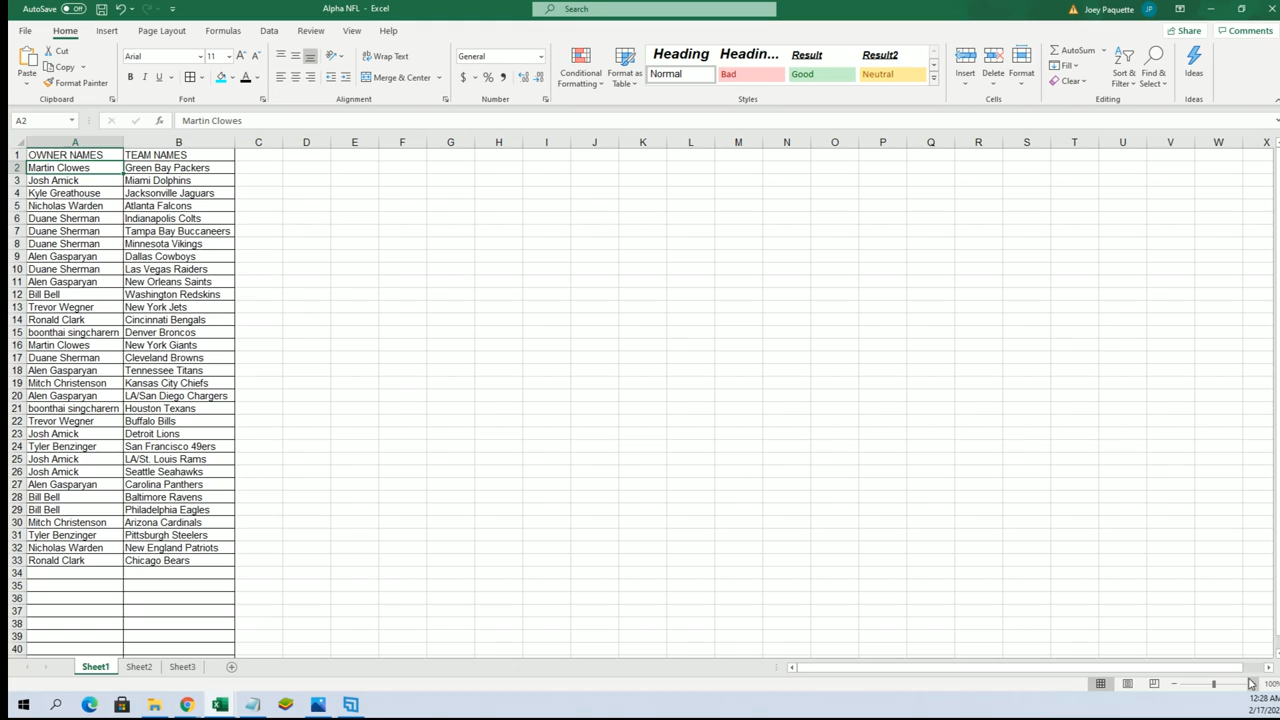 AutoSave Off Alpha NFL - Excel Search Joey Paquette JP
File Home Insert Page Layout Formulas Data Review View Help Share Comments
Paste Cut Copy Format Painter Clipboard
Arial 11 A A B I U A Font
Wrap Text Merge & Center Alignment
General $ % Number
Conditional Formatting Format as Table
Heading Headin... Result Result2
Normal Bad Good Neutral
Styles
Insert Delete Format Cells
AutoSum Fill Clear Sort & Filter Find & Select Editing
Ideas Ideas
A2 fx Martin Clowes
A B C D E F G H I J K L M N O P Q R S T U V W X
1 OWNER NAMES TEAM NAMES
2 Martin Clowes Green Bay Packers
3 Josh Amick Miami Dolphins
4 Kyle Greathouse Jacksonville Jaguars
5 Nicholas Warden Atlanta Falcons
6 Duane Sherman Indianapolis Colts
7 Duane Sherman Tampa Bay Buccaneers
8 Duane Sherman Minnesota Vikings
9 Alen Gasparyan Dallas Cowboys
10 Duane Sherman Las Vegas Raiders
11 Alen Gasparyan New Orleans Saints
12 Bill Bell Washington Redskins
13 Trevor Wegner New York Jets
14 Ronald Clark Cincinnati Bengals
15 boonthai singcharern Denver Broncos
16 Martin Clowes New York Giants
17 Duane Sherman Cleveland Browns
18 Alen Gasparyan Tennessee Titans
19 Mitch Christenson Kansas City Chiefs
20 Alen Gasparyan LA/San Diego Chargers
21 boonthai singcharern Houston Texans
22 Trevor Wegner Buffalo Bills
23 Josh Amick Detroit Lions
24 Tyler Benzinger San Francisco 49ers
25 Josh Amick LA/St. Louis Rams
26 Josh Amick Seattle Seahawks
27 Alen Gasparyan Carolina Panthers
28 Bill Bell Baltimore Ravens
29 Bill Bell Philadelphia Eagles
30 Mitch Christenson Arizona Cardinals
31 Tyler Benzinger Pittsburgh Steelers
32 Nicholas Warden New England Patriots
33 Ronald Clark Chicago Bears
34
35
36
37
38
39
40
Sheet1 Sheet2 Sheet3
100%
12:28 AM
2/17/202